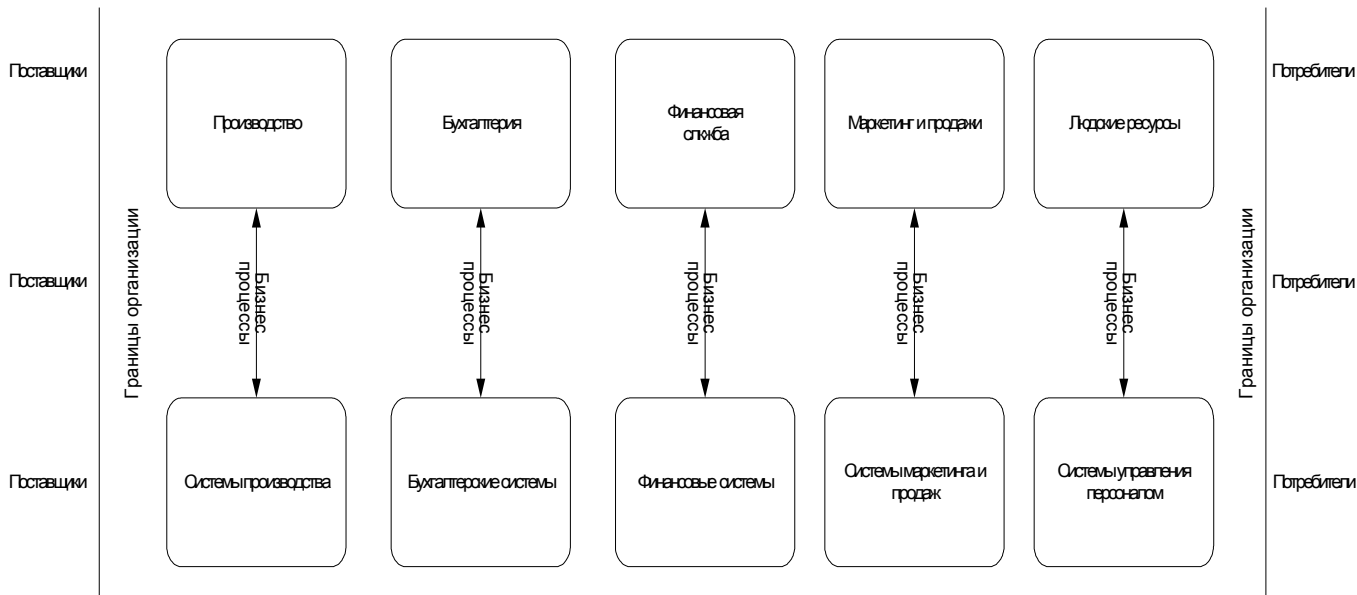 Поставщики
Производство
Бухгалтерия
Финансовая
служба
Маркетинг и продажи
Людские ресурсы
Потребители
Границы организации
Поставщики
Бизнес
процессы
Бизнес
процессы
Бизнес
процессы
Бизнес
процессы
Бизнес
процессы
Потребители
Границы организации
Поставщики
Системы производства
Бухгалтерские системы
Финансовые системы
Системы маркетинга и
продаж
Системы управления
персоналом
Потребители